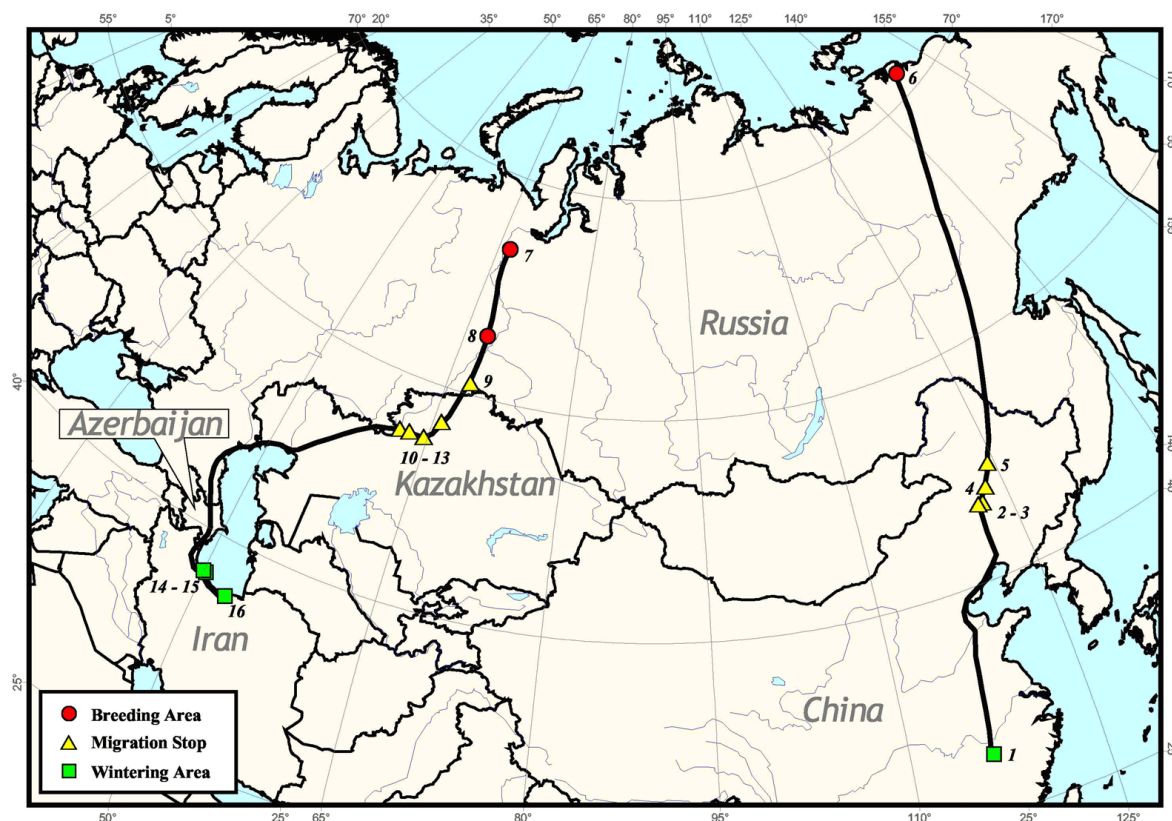 55° 5° 70° 20° 35° 50° 65° 80° 95° 110° 125° 140° 155° 70° 170°
6
7
Russia
8
9
40°
Azerbaijan
10 - 13
5
Kazakhstan
4
2 - 3
14 - 15
16
Iran
25°
China
Breeding Area
Migration Stop
1
Wintering Area
50° 25° 65° 80° 95° 110° 25° 125°